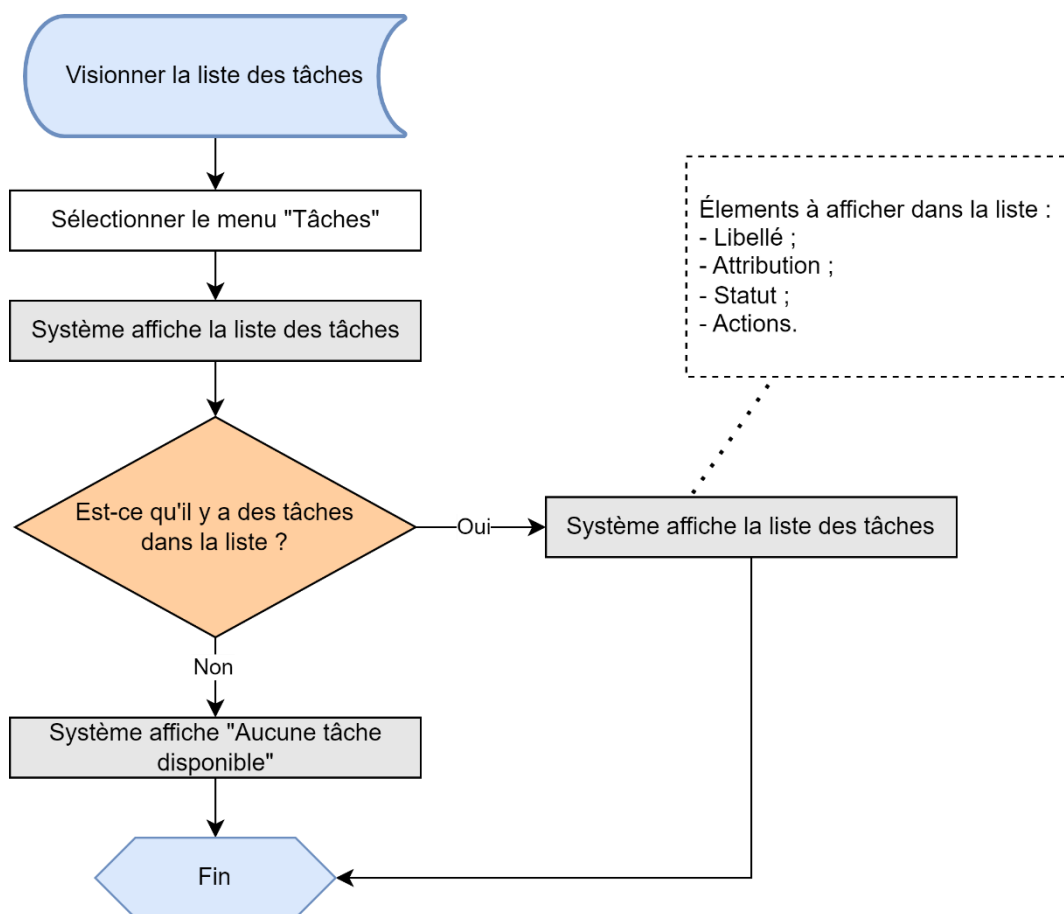 Visionner la liste des tâches
Sélectionner le menu "Tâches"
Système affiche la liste des tâches
Est-ce qu'il y a des tâches
dans la liste ?
Oui
Système affiche la liste des tâches
Élements à afficher dans la liste :
- Libellé ;
- Attribution ;
- Statut ;
- Actions.
Non
Système affiche "Aucune tâche
disponible"
Fin